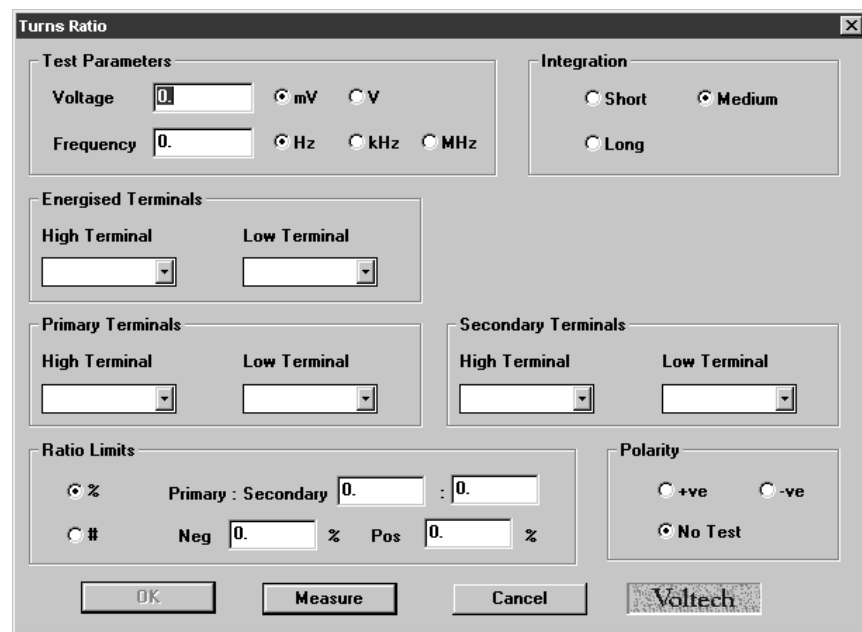 Turns Ratio
Test Parameters
Voltage 0. mV V
Frequency 0. Hz kHz MHz
Integration
Short Medium
Long
Energised Terminals
High Terminal Low Terminal
Primary Terminals
High Terminal Low Terminal
Secondary Terminals
High Terminal Low Terminal
Ratio Limits
% Primary : Secondary 0. : 0.
# Neg 0. % Pos 0. %
Polarity
+ve -ve
No Test
OK Measure Cancel Voltech